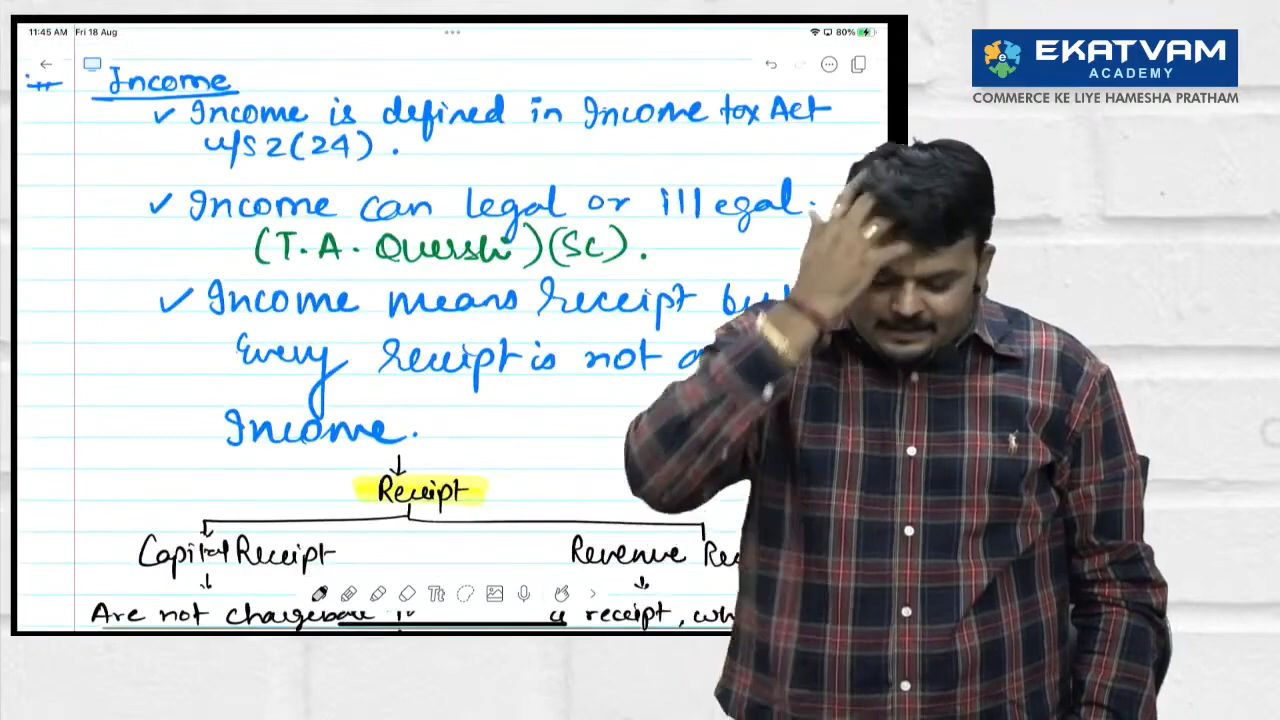 11:45 AM Fri 18 Aug
80%
Income
✓ Income is defined in Income tax Act
u/s 2(24).
✓ Income can legal or illegal.
(T.A. Quershi)(SC).
✓ Income means receipt but
Every receipt is not
Income.
↓
Receipt
Capital Receipt Revenue
Are not receipt,
Tt
EKATVAM
ACADEMY
COMMERCE KE LIYE HAMESHA PRATHAM